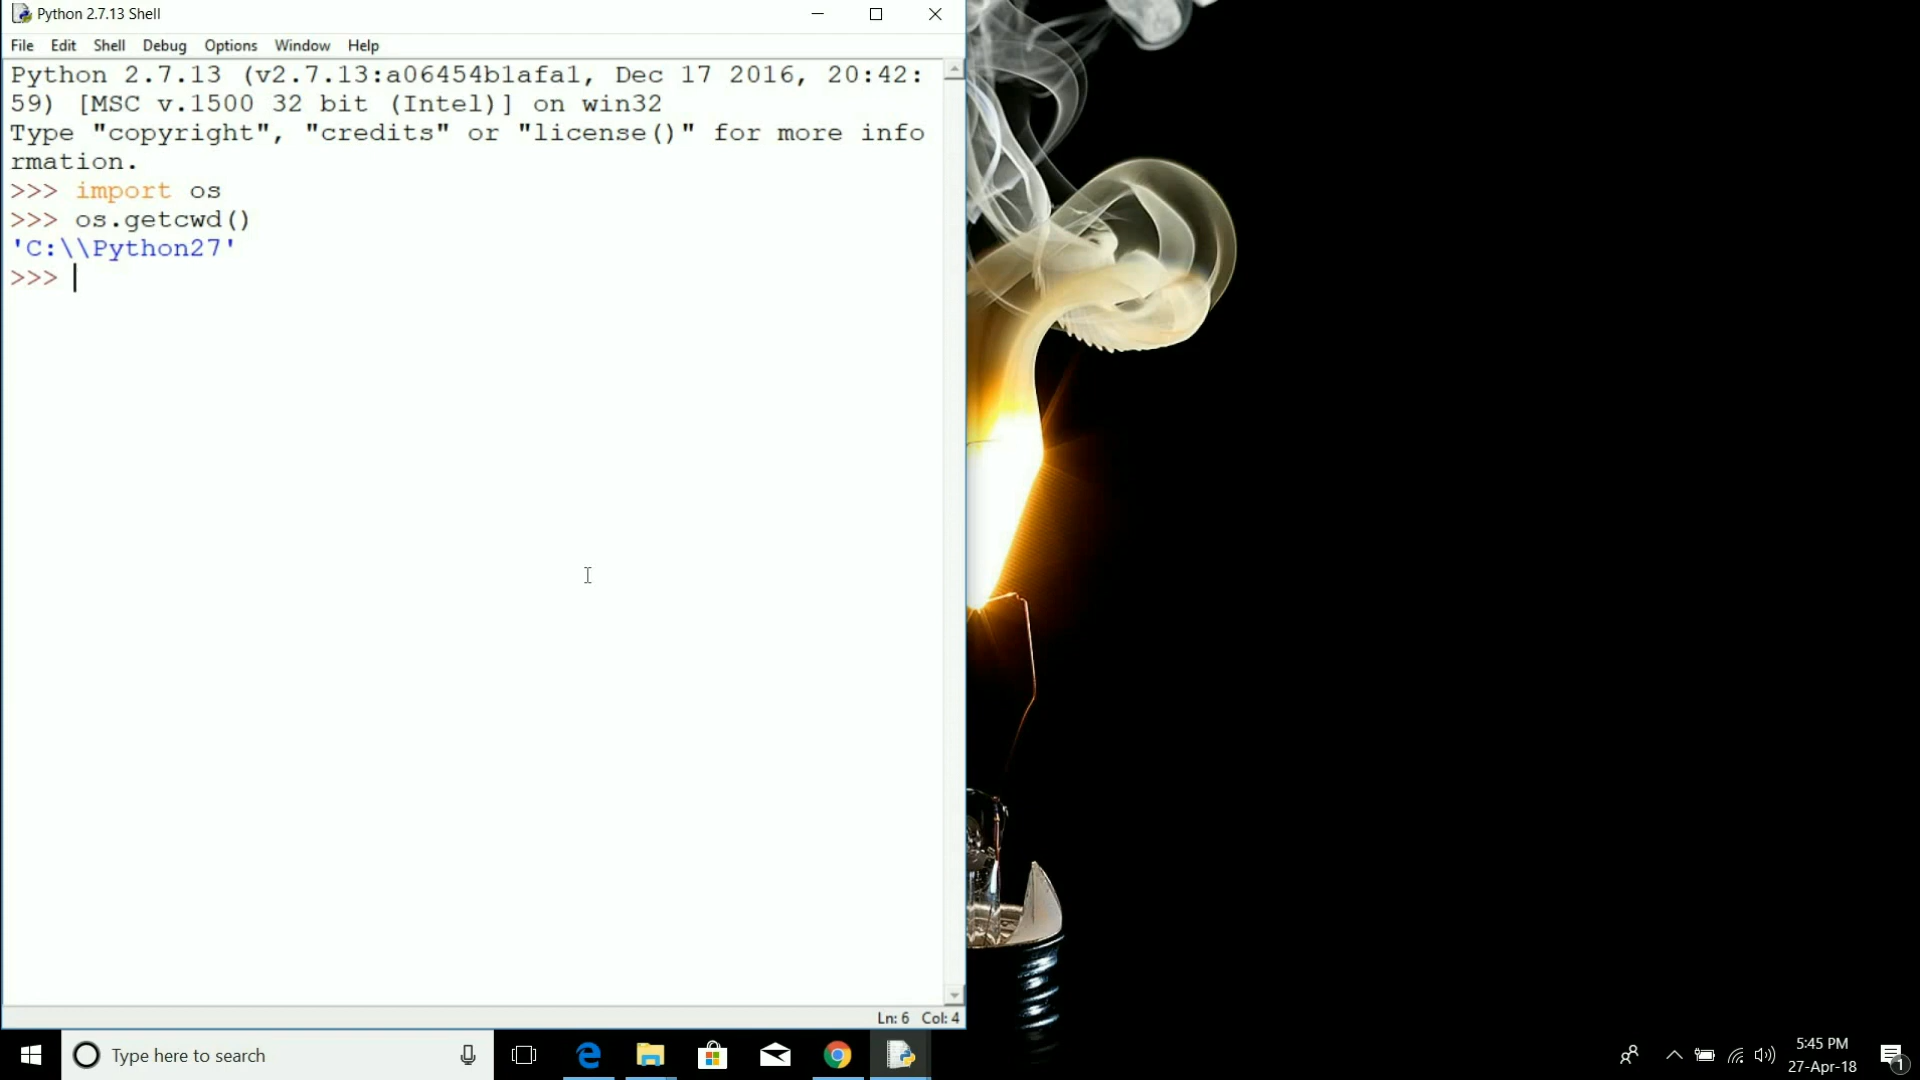 Python 2.7.13 Shell
File Edit Shell Debug Options Window Help
Python 2.7.13 (v2.7.13:a06454b1afa1, Dec 17 2016, 20:42:
59) [MSC v.1500 32 bit (Intel)] on win32
Type "copyright", "credits" or "license()" for more info
rmation.
>>> import os
>>> os.getcwd()
'C:\\Python27'
>>>
Ln: 6 Col: 4
Type here to search
5:45 PM
27-Apr-18
1